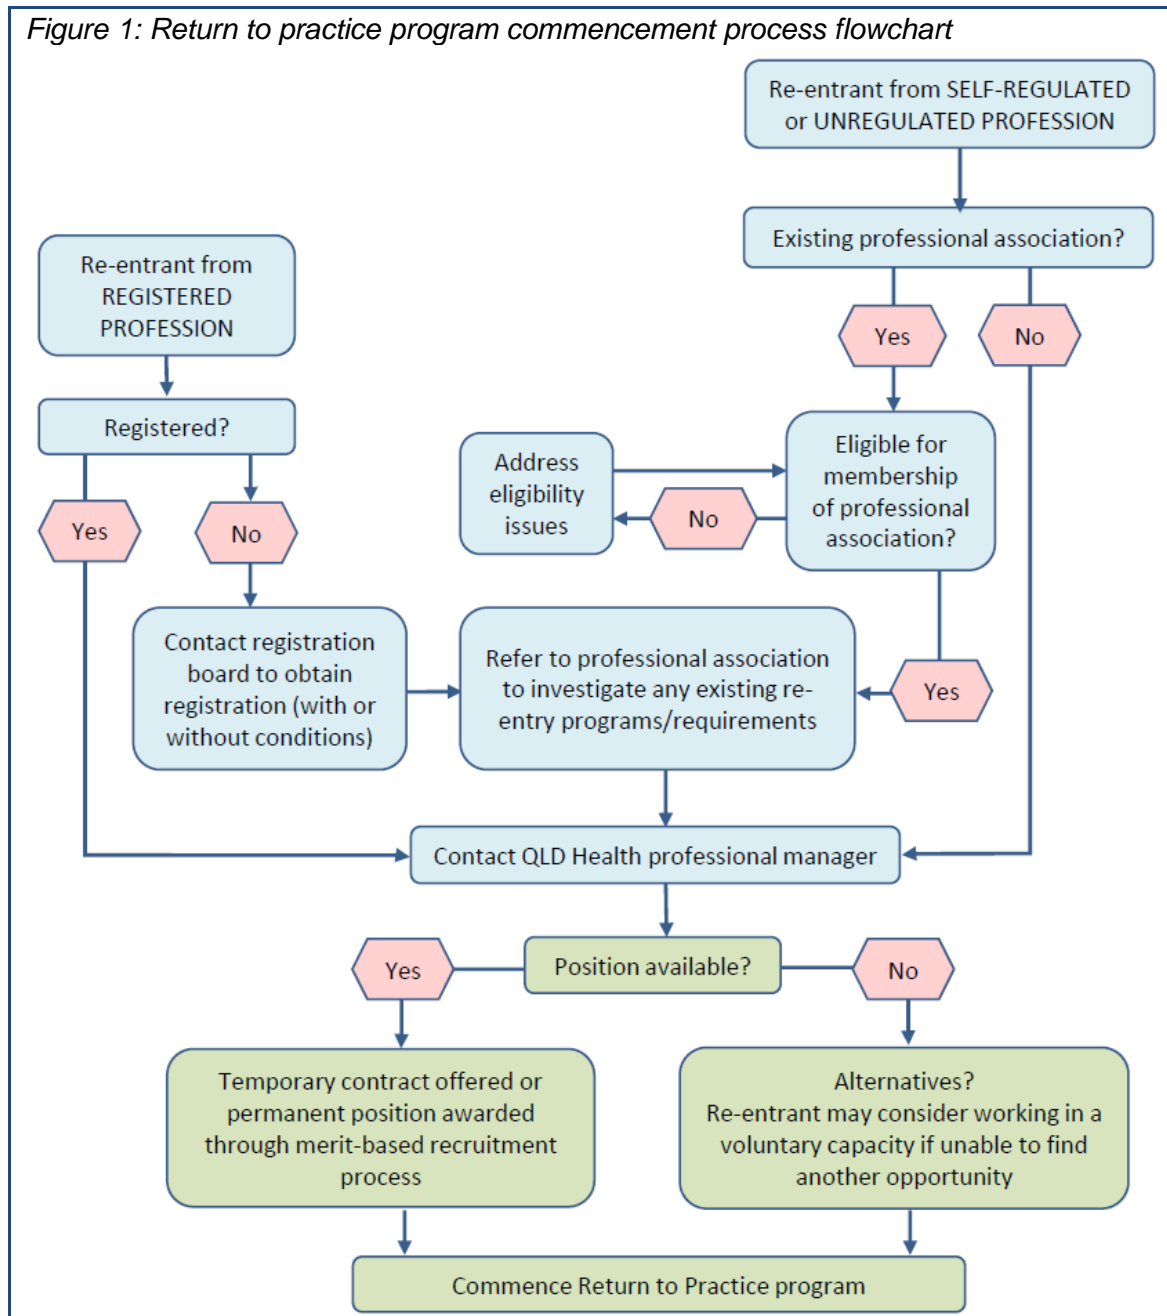 Figure 1: Return to practice program commencement process flowchart
Re-entrant from SELF-REGULATED
or UNREGULATED PROFESSION
Existing professional association?
Re-entrant from
REGISTERED
PROFESSION
Yes
No
Registered?
Address
eligibility
issues
Eligible for
membership
of professional
association?
Yes
No
No
Contact registration
board to obtain
registration (with or
without conditions)
Refer to professional association
to investigate any existing re-
entry programs/requirements
Yes
Contact QLD Health professional manager
Yes
Position available?
No
Temporary contract offered or
permanent position awarded
through merit-based recruitment
process
Alternatives?
Re-entrant may consider working in a
voluntary capacity if unable to find
another opportunity
Commence Return to Practice program